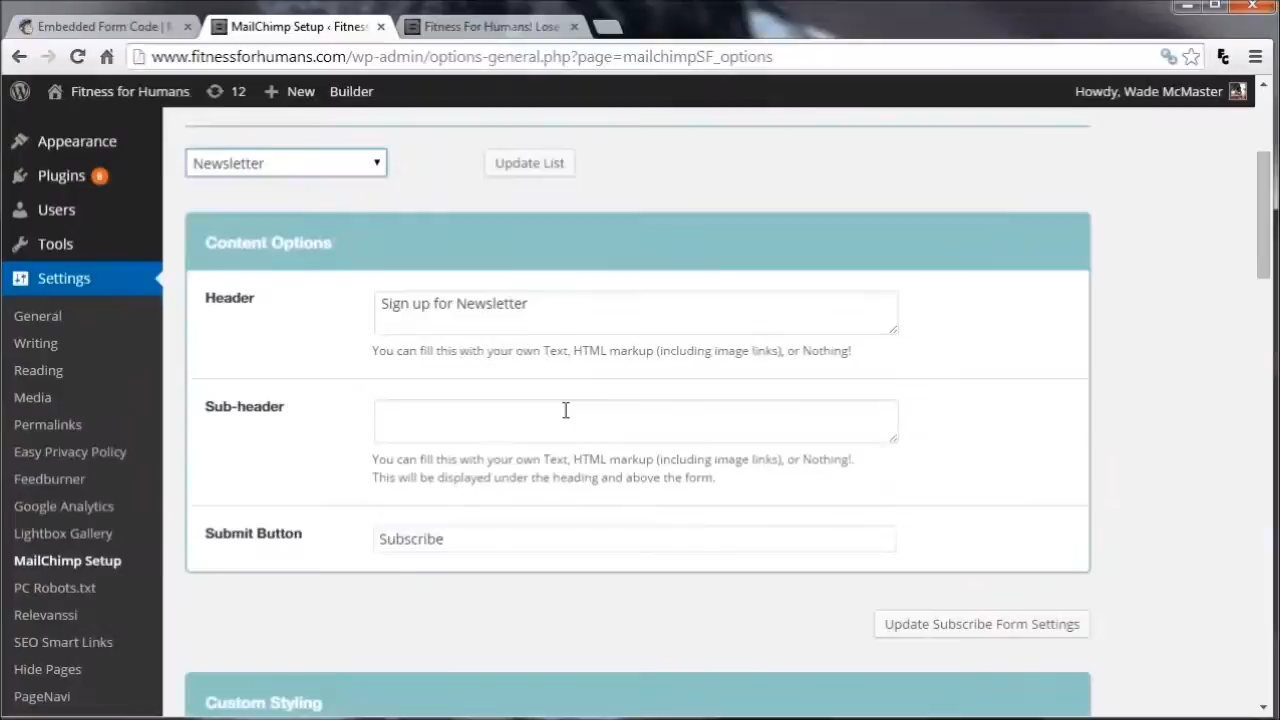 Embedded Form Code |
MailChimp Setup ‹ Fitness
Fitness For Humans! Lose
www.fitnessforhumans.com/wp-admin/options-general.php?page=mailchimpSF_options
Fitness for Humans 12 New Builder Howdy, Wade McMaster
Appearance
Plugins
Users
Tools
Settings
General
Writing
Reading
Media
Permalinks
Easy Privacy Policy
Feedburner
Google Analytics
Lightbox Gallery
MailChimp Setup
PC Robots.txt
Relevanssi
SEO Smart Links
Hide Pages
PageNavi
Newsletter
Update List
Content Options
Header
Sign up for Newsletter
You can fill this with your own Text, HTML markup (including image links), or Nothing!
Sub-header
You can fill this with your own Text, HTML markup (including image links), or Nothing!.
This will be displayed under the heading and above the form.
Submit Button
Subscribe
Update Subscribe Form Settings
Custom Styling